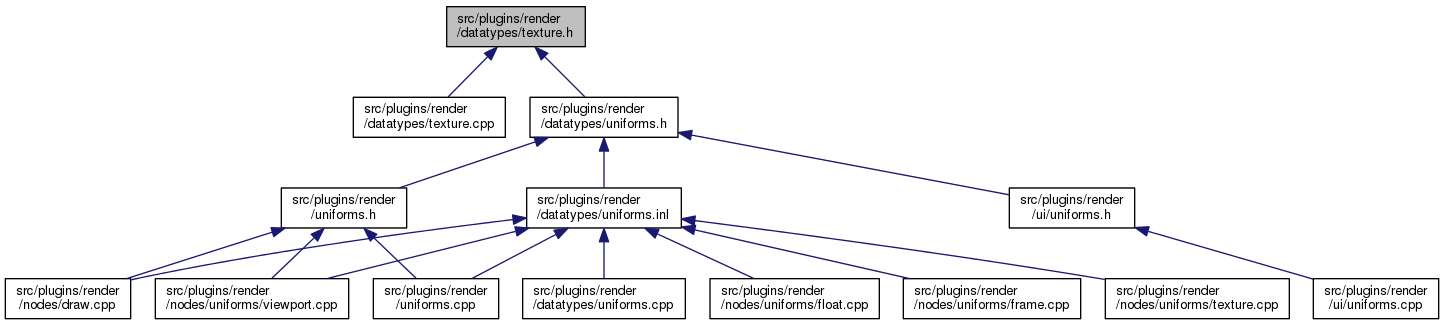 src/plugins/render
/datatypes/texture.h
src/plugins/render
/datatypes/texture.cpp
src/plugins/render
/datatypes/uniforms.h
src/plugins/render
/uniforms.h
src/plugins/render
/datatypes/uniforms.inl
src/plugins/render
/ui/uniforms.h
src/plugins/render
/nodes/draw.cpp
src/plugins/render
/nodes/uniforms/viewport.cpp
src/plugins/render
/uniforms.cpp
src/plugins/render
/datatypes/uniforms.cpp
src/plugins/render
/nodes/uniforms/float.cpp
src/plugins/render
/nodes/uniforms/frame.cpp
src/plugins/render
/nodes/uniforms/texture.cpp
src/plugins/render
/ui/uniforms.cpp